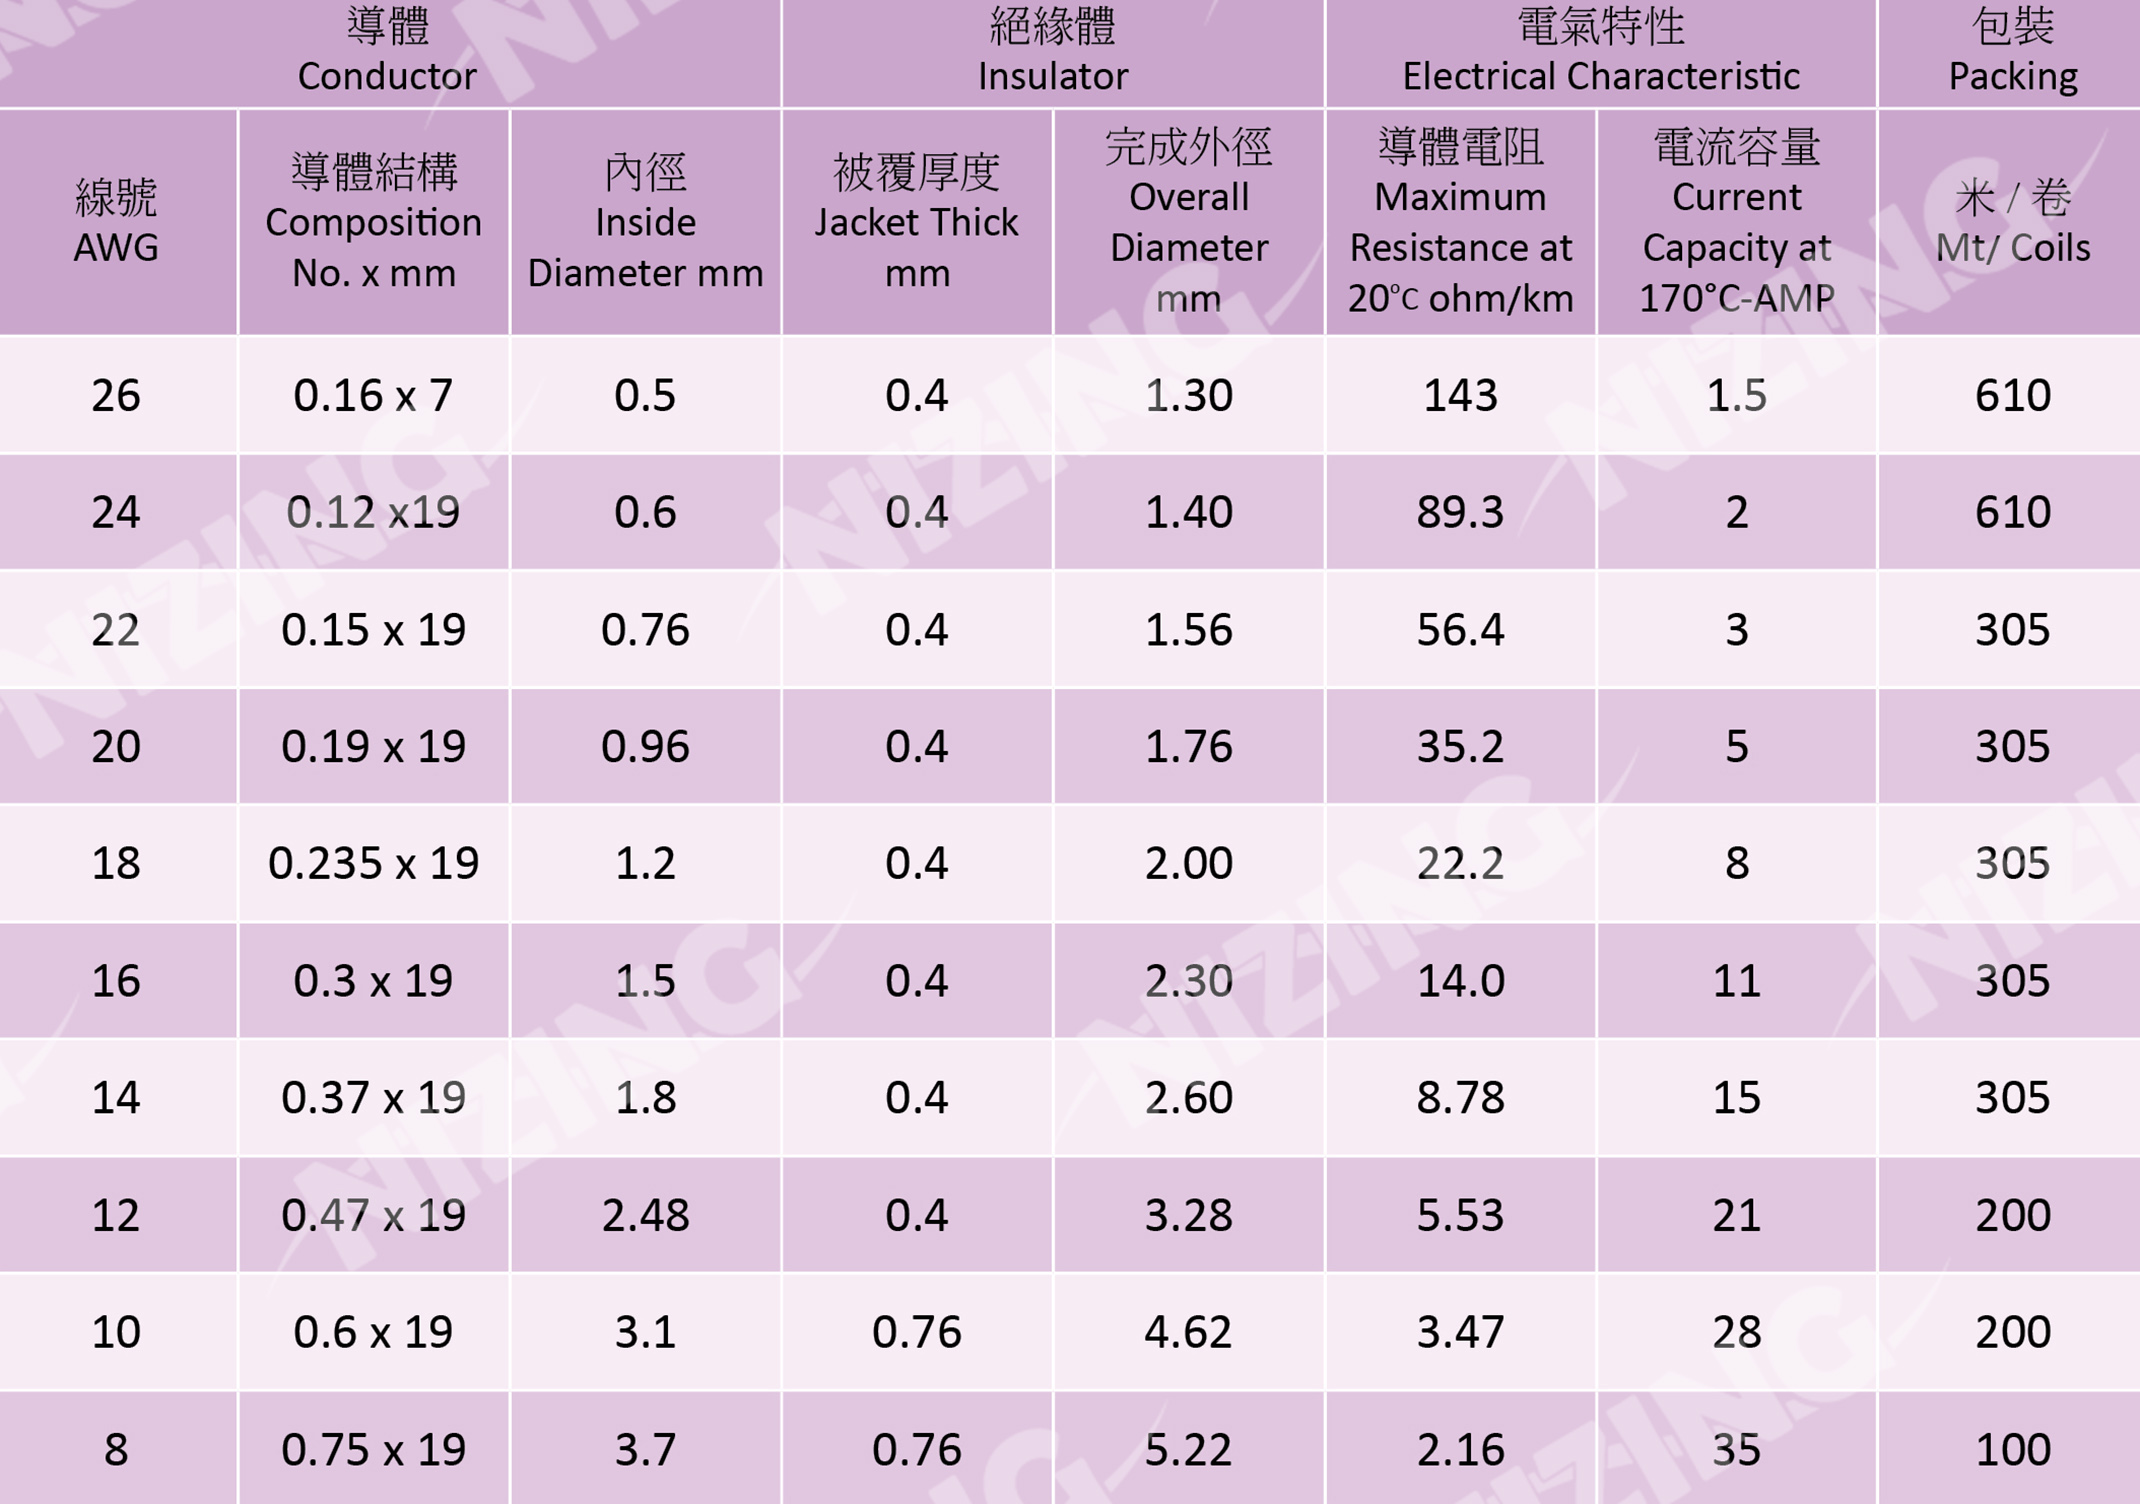 導體
Conductor
絕緣體
Insulator
電氣特性
Electrical Characteristic
包裝
Packing
線號
AWG
導體結構
Composition
No. x mm
內徑
Inside
Diameter mm
被覆厚度
Jacket Thick
mm
完成外徑
Overall
Diameter
mm
導體電阻
Maximum
Resistance at
20°C ohm/km
電流容量
Current
Capacity at
170°C-AMP
米 / 卷
Mt/ Coils
26 0.16 x 7 0.5 0.4 1.30 143 1.5 610
24 0.12 x19 0.6 0.4 1.40 89.3 2 610
22 0.15 x 19 0.76 0.4 1.56 56.4 3 305
20 0.19 x 19 0.96 0.4 1.76 35.2 5 305
18 0.235 x 19 1.2 0.4 2.00 22.2 8 305
16 0.3 x 19 1.5 0.4 2.30 14.0 11 305
14 0.37 x 19 1.8 0.4 2.60 8.78 15 305
12 0.47 x 19 2.48 0.4 3.28 5.53 21 200
10 0.6 x 19 3.1 0.76 4.62 3.47 28 200
8 0.75 x 19 3.7 0.76 5.22 2.16 35 100
NIZING